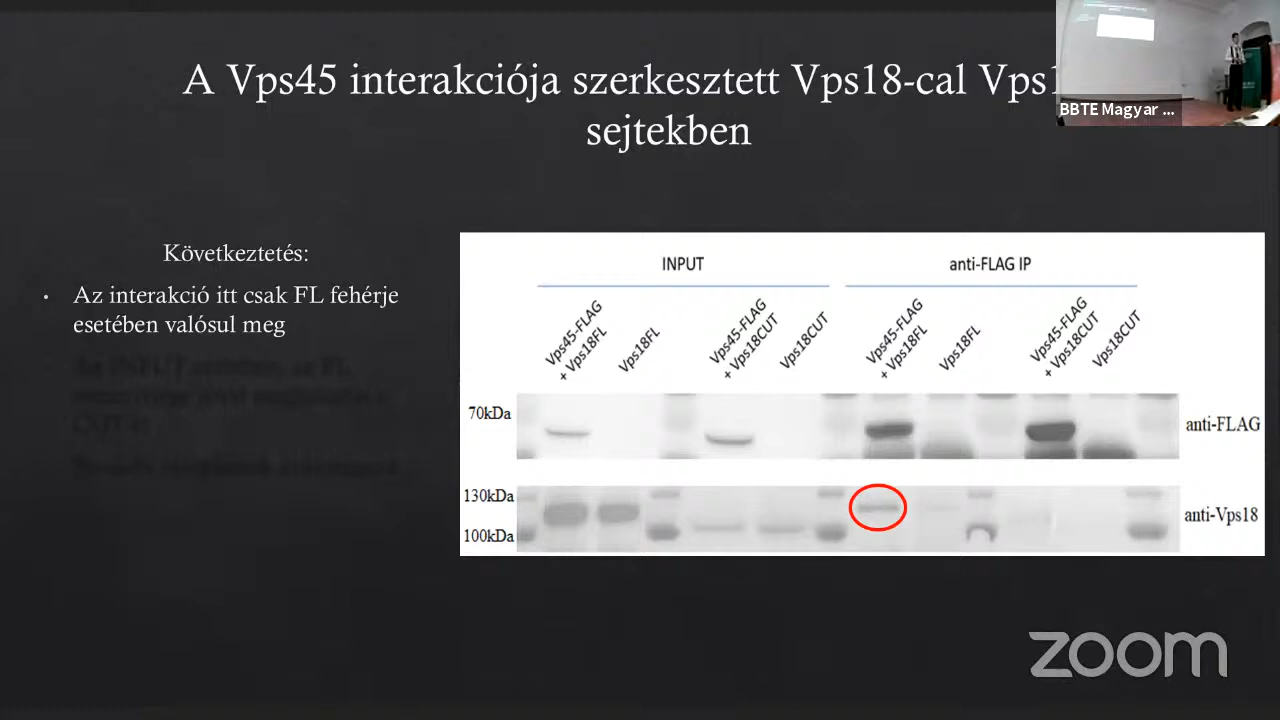 A Vps45 interakciója szerkesztett Vps18-cal
sejtekben
BBTE Magyar ...
Következtetés:
• Az interakció itt csak FL fehérje
esetében valósul meg
INPUT
anti-FLAG IP
Vps45-FLAG
+ Vps18FL
Vps18FL
Vps45-FLAG
+ Vps18CUT
Vps18CUT
Vps45-FLAG
+ Vps18FL
Vps18FL
Vps45-FLAG
+ Vps18CUT
Vps18CUT
70kDa
anti-FLAG
130kDa
100kDa
anti-Vps18
zoom